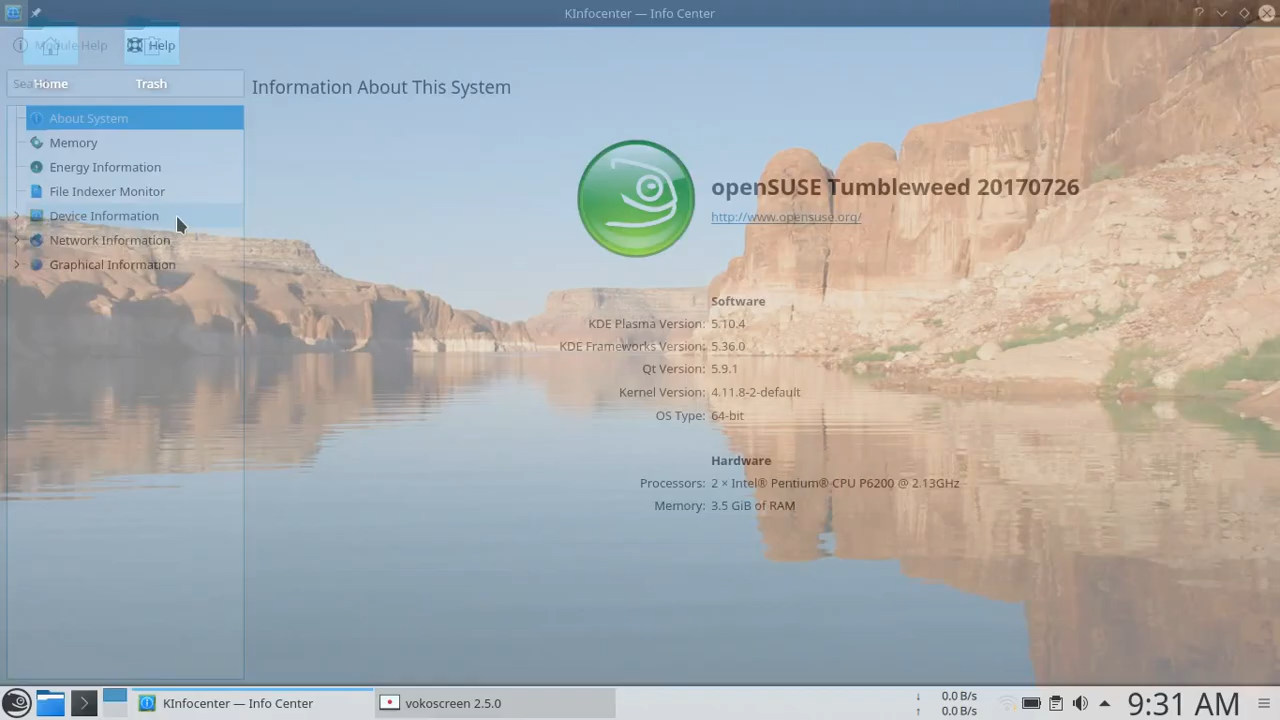 KInfocenter — Info Center
Module Help
Help
Sea
Home
Trash
Information About This System
About System
Memory
Energy Information
File Indexer Monitor
Device Information
Network Information
Graphical Information
openSUSE Tumbleweed 20170726
http://www.opensuse.org/
Software
KDE Plasma Version: 5.10.4
KDE Frameworks Version: 5.36.0
Qt Version: 5.9.1
Kernel Version: 4.11.8-2-default
OS Type: 64-bit
Hardware
Processors: 2 × Intel® Pentium® CPU P6200 @ 2.13GHz
Memory: 3.5 GiB of RAM
KInfocenter — Info Center
vokoscreen 2.5.0
↓ 0.0 B/s
↑ 0.0 B/s
9:31 AM